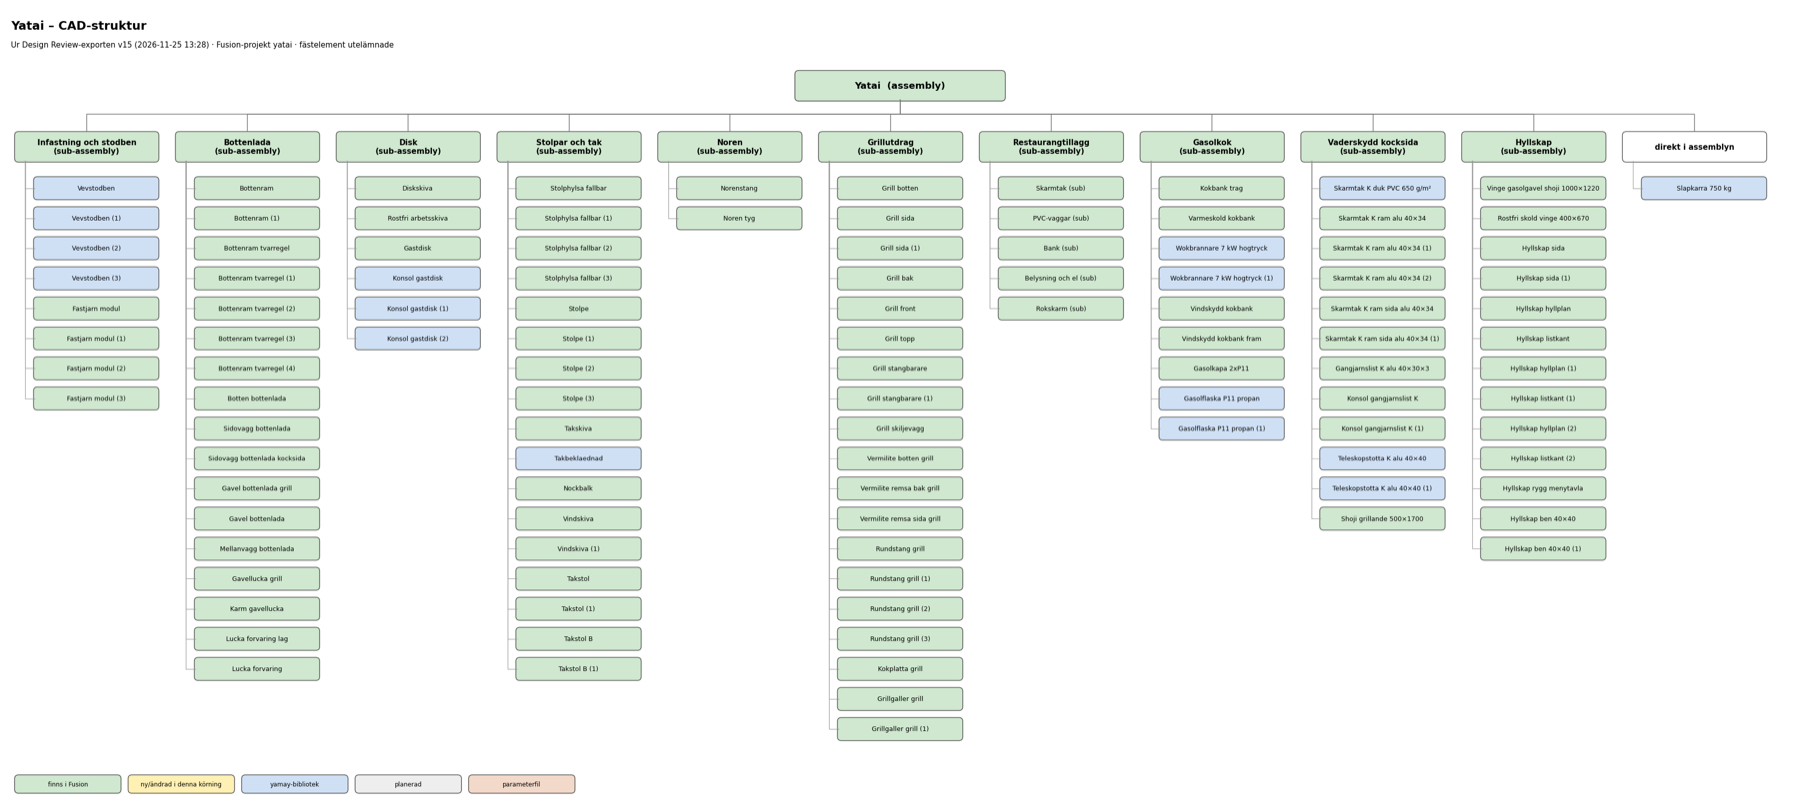 Yatai – CAD-struktur
Ur Design Review-exporten v15 (2026-11-25 13:28) · Fusion-projekt yatai · fästelement utelämnade
Yatai (assembly)
Infastning och stodben
(sub-assembly)
Vevstodben
Vevstodben (1)
Vevstodben (2)
Vevstodben (3)
Fastjarn modul
Fastjarn modul (1)
Fastjarn modul (2)
Fastjarn modul (3)
Bottenlada
(sub-assembly)
Bottenram
Bottenram (1)
Bottenram tvarregel
Bottenram tvarregel (1)
Bottenram tvarregel (2)
Bottenram tvarregel (3)
Bottenram tvarregel (4)
Botten bottenlada
Sidovagg bottenlada
Sidovagg bottenlada kocksida
Gavel bottenlada grill
Gavel bottenlada
Mellanvagg bottenlada
Gavellucka grill
Karm gavellucka
Lucka forvaring lag
Lucka forvaring
Disk
(sub-assembly)
Diskskiva
Rostfri arbetsskiva
Gastdisk
Konsol gastdisk
Konsol gastdisk (1)
Konsol gastdisk (2)
Stolpar och tak
(sub-assembly)
Stolphylsa fallbar
Stolphylsa fallbar (1)
Stolphylsa fallbar (2)
Stolphylsa fallbar (3)
Stolpe
Stolpe (1)
Stolpe (2)
Stolpe (3)
Takskiva
Takbeklaednad
Nockbalk
Vindskiva
Vindskiva (1)
Takstol
Takstol (1)
Takstol B
Takstol B (1)
Noren
(sub-assembly)
Norenstang
Noren tyg
Grillutdrag
(sub-assembly)
Grill botten
Grill sida
Grill sida (1)
Grill bak
Grill front
Grill topp
Grill stangbarare
Grill stangbarare (1)
Grill skiljevagg
Vermilite botten grill
Vermilite remsa bak grill
Vermilite remsa sida grill
Rundstang grill
Rundstang grill (1)
Rundstang grill (2)
Rundstang grill (3)
Kokplatta grill
Grillgaller grill
Grillgaller grill (1)
Restaurangtillagg
(sub-assembly)
Skarmtak (sub)
PVC-vaggar (sub)
Bank (sub)
Belysning och el (sub)
Rokskarm (sub)
Gasolkok
(sub-assembly)
Kokbank trag
Varmeskold kokbank
Wokbrannare 7 kW hogtryck
Wokbrannare 7 kW hogtryck (1)
Vindskydd kokbank
Vindskydd kokbank fram
Gasolkapa 2xP11
Gasolflaska P11 propan
Gasolflaska P11 propan (1)
Vaderskydd kocksida
(sub-assembly)
Skarmtak K duk PVC 650 g/m²
Skarmtak K ram alu 40×34
Skarmtak K ram alu 40×34 (1)
Skarmtak K ram alu 40×34 (2)
Skarmtak K ram sida alu 40×34
Skarmtak K ram sida alu 40×34 (1)
Gangjarnslist K alu 40×30×3
Konsol gangjarnslist K
Konsol gangjarnslist K (1)
Teleskopstotta K alu 40×40
Teleskopstotta K alu 40×40 (1)
Shoji grillande 500×1700
Hyllskap
(sub-assembly)
Vinge gasolgavel shoji 1000×1220
Rostfri skold vinge 400×670
Hyllskap sida
Hyllskap sida (1)
Hyllskap hyllplan
Hyllskap listkant
Hyllskap hyllplan (1)
Hyllskap listkant (1)
Hyllskap hyllplan (2)
Hyllskap listkant (2)
Hyllskap rygg menytavla
Hyllskap ben 40×40
Hyllskap ben 40×40 (1)
direkt i assemblyn
Slapkarra 750 kg
finns i Fusion
ny/ändrad i denna körning
yamay-bibliotek
planerad
parameterfil